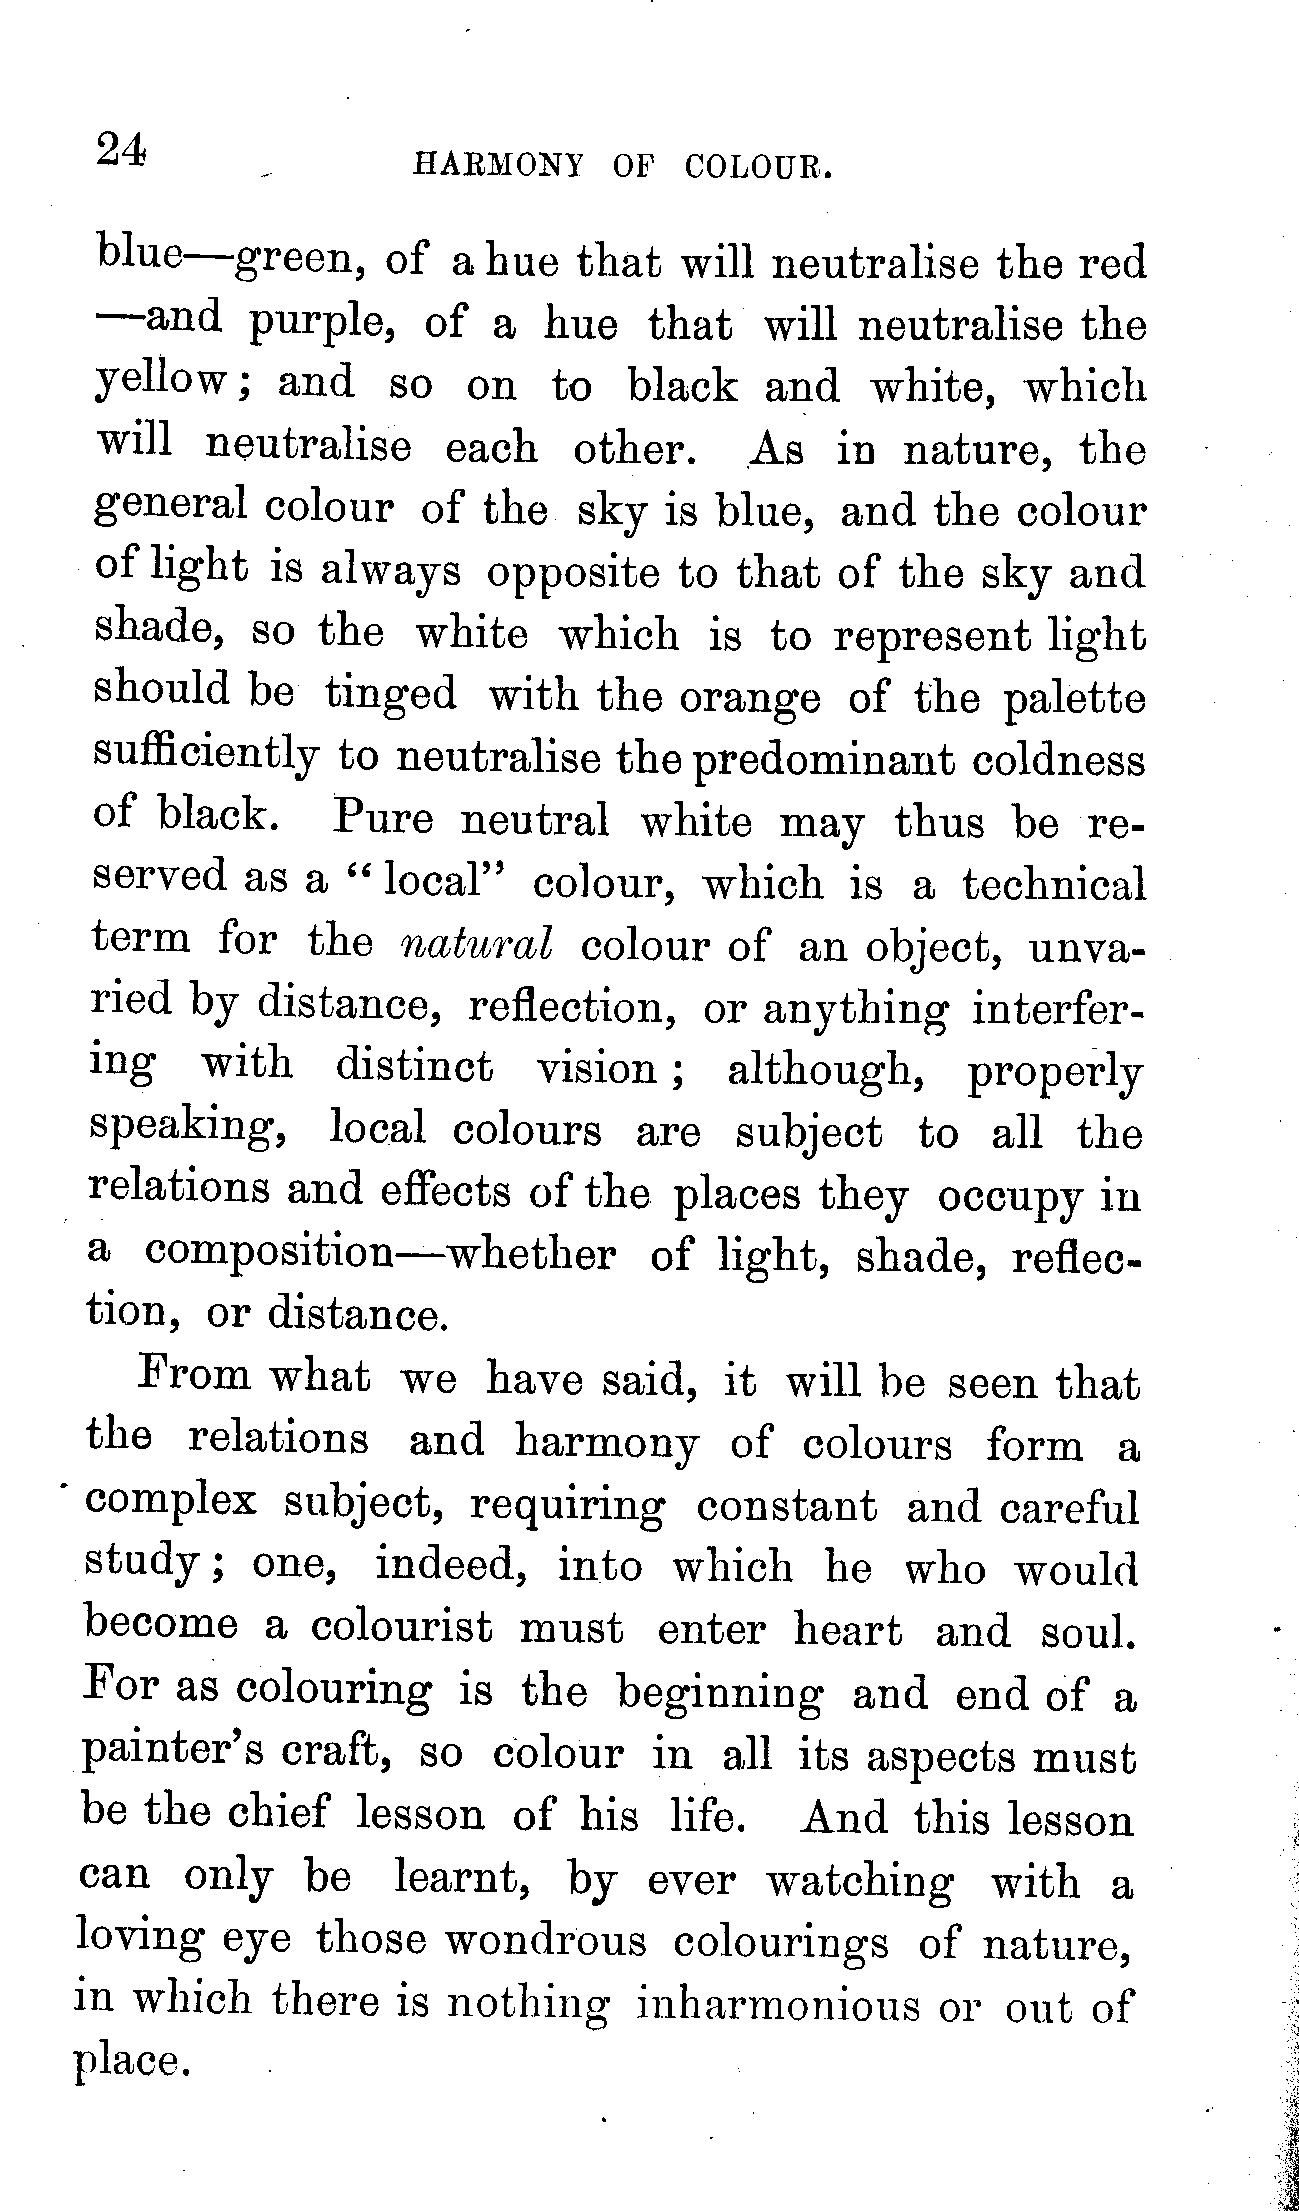 24
HARMONY OF COLOUR.
blue—green, of a hue that will neutralise the red
—and purple, of a hue that will neutralise the
yellow; and so on to black and white, which
will neutralise each other. As in nature, the
general colour of the sky is blue, and the colour
of light is always opposite to that of the sky and
shade, so the white which is to represent light
should be tinged with the orange of the palette
sufficiently to neutralise the predominant coldness
of black. Pure neutral white may thus be re-
served as a “local” colour, which is a technical
term for the natural colour of an object, unva-
ried by distance, reflection, or anything interfer-
ing with distinct vision; although, properly
speaking, local colours are subject to all the
relations and effects of the places they occupy in
a composition—whether of light, shade, reflec-
tion, or distance.
From what we have said, it will be seen that
the relations and harmony of colours form a
complex subject, requiring constant and careful
study; one, indeed, into which he who would
become a colourist must enter heart and soul.
For as colouring is the beginning and end of a
painter's craft, so colour in all its aspects must
be the chief lesson of his life. And this lesson
can only be learnt, by ever watching with a
loving eye those wondrous colourings of nature,
in which there is nothing inharmonious or out of
place.